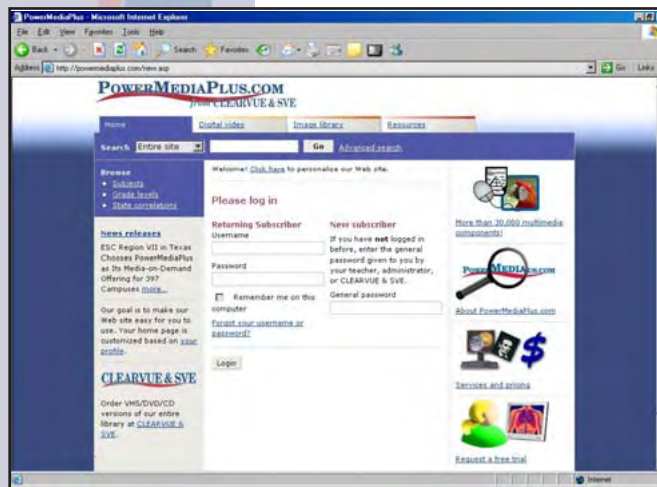 PowerMediaPlus - Microsoft Internet Explorer
File Edit View Favorites Tools Help
Back Search Favorites
Address http://powermediaplus.com/new.asp Go Links
POWERMEDIAPLUS.COM
from CLEARVUE & SVE
Home Digital video Image library Resources
Search Entire site Go Advanced search
Browse
Subjects
Grade levels
State correlations
News releases
ESC Region VII in Texas
Chooses PowerMediaPlus
as Its Media-on-Demand
Offering for 397
Campuses more...
Our goal is to make our
Web site easy for you to
use. Your home page is
customized based on your
profile.
CLEARVUE & SVE
Order VHS/DVD/CD
versions of our entire
library at CLEARVUE &
SVE.
Welcome! Click here to personalize our Web site.
Please log in
Returning Subscriber
Username
Password
Remember me on this
computer
Forgot your username or
password?
Login
New subscriber
If you have not logged in
before, enter the general
password given to you by
your teacher, administrator,
or CLEARVUE & SVE.
General password
More than 30,000 multimedia
components!
POWERMEDIAPLUS.COM
About PowerMediaPlus.com
$
Services and pricing
Request a free trial
Internet